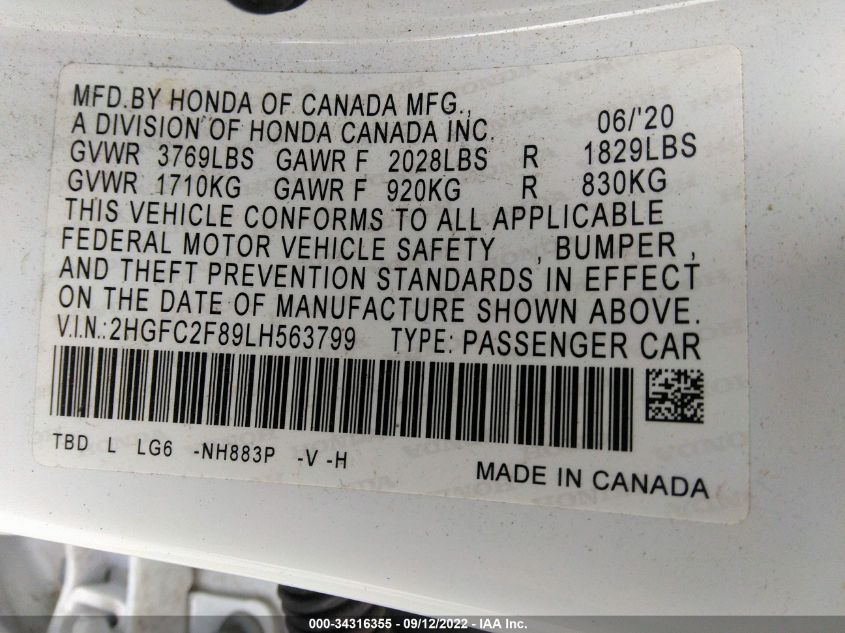 MFD.BY HONDA OF CANADA MFG.,
A DIVISION OF HONDA CANADA INC. 06/'20
GVWR 3769LBS GAWR F 2028LBS R 1829LBS
GVWR 1710KG GAWR F 920KG R 830KG
THIS VEHICLE CONFORMS TO ALL APPLICABLE
FEDERAL MOTOR VEHICLE SAFETY , BUMPER ,
AND THEFT PREVENTION STANDARDS IN EFFECT
ON THE DATE OF MANUFACTURE SHOWN ABOVE.
V.I.N.:2HGFC2F89LH563799 TYPE: PASSENGER CAR
TBD L LG6 -NH883P -V -H
MADE IN CANADA
000-34316355 - 09/12/2022 - IAA Inc.